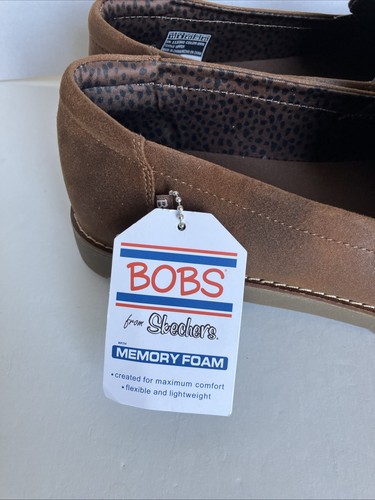 BOBS
from Skechers
WITH
MEMORY FOAM
• created for maximum comfort
• flexible and lightweight